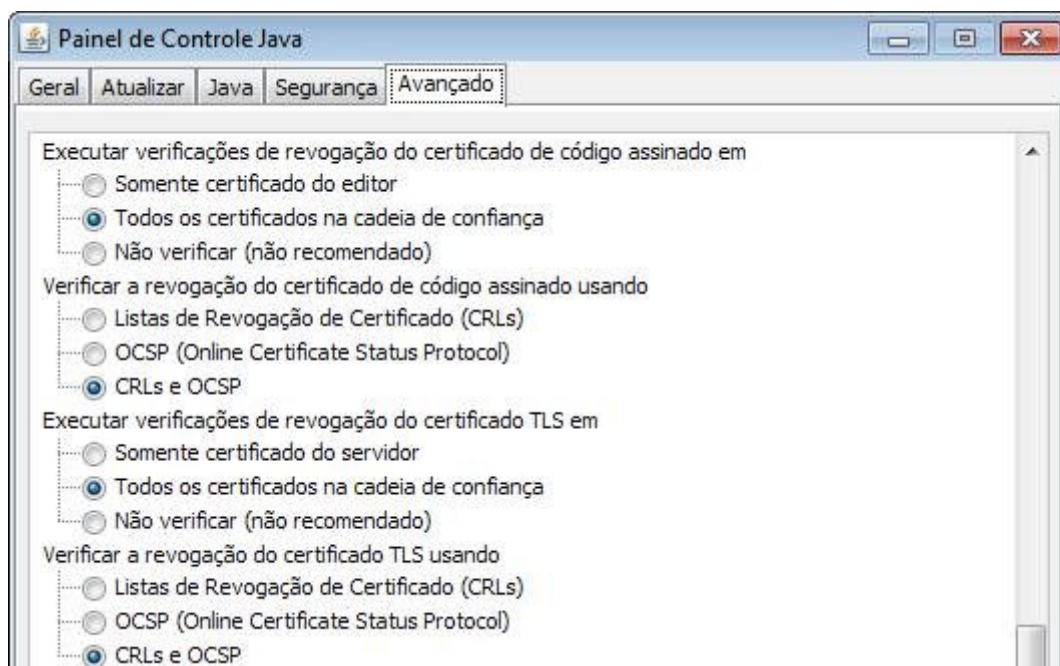 Painel de Controle Java
Geral Atualizar Java Segurança Avançado
Executar verificações de revogação do certificado de código assinado em
Somente certificado do editor
Todos os certificados na cadeia de confiança
Não verificar (não recomendado)
Verificar a revogação do certificado de código assinado usando
Listas de Revogação de Certificado (CRLs)
OCSP (Online Certificate Status Protocol)
CRLs e OCSP
Executar verificações de revogação do certificado TLS em
Somente certificado do servidor
Todos os certificados na cadeia de confiança
Não verificar (não recomendado)
Verificar a revogação do certificado TLS usando
Listas de Revogação de Certificado (CRLs)
OCSP (Online Certificate Status Protocol)
CRLs e OCSP